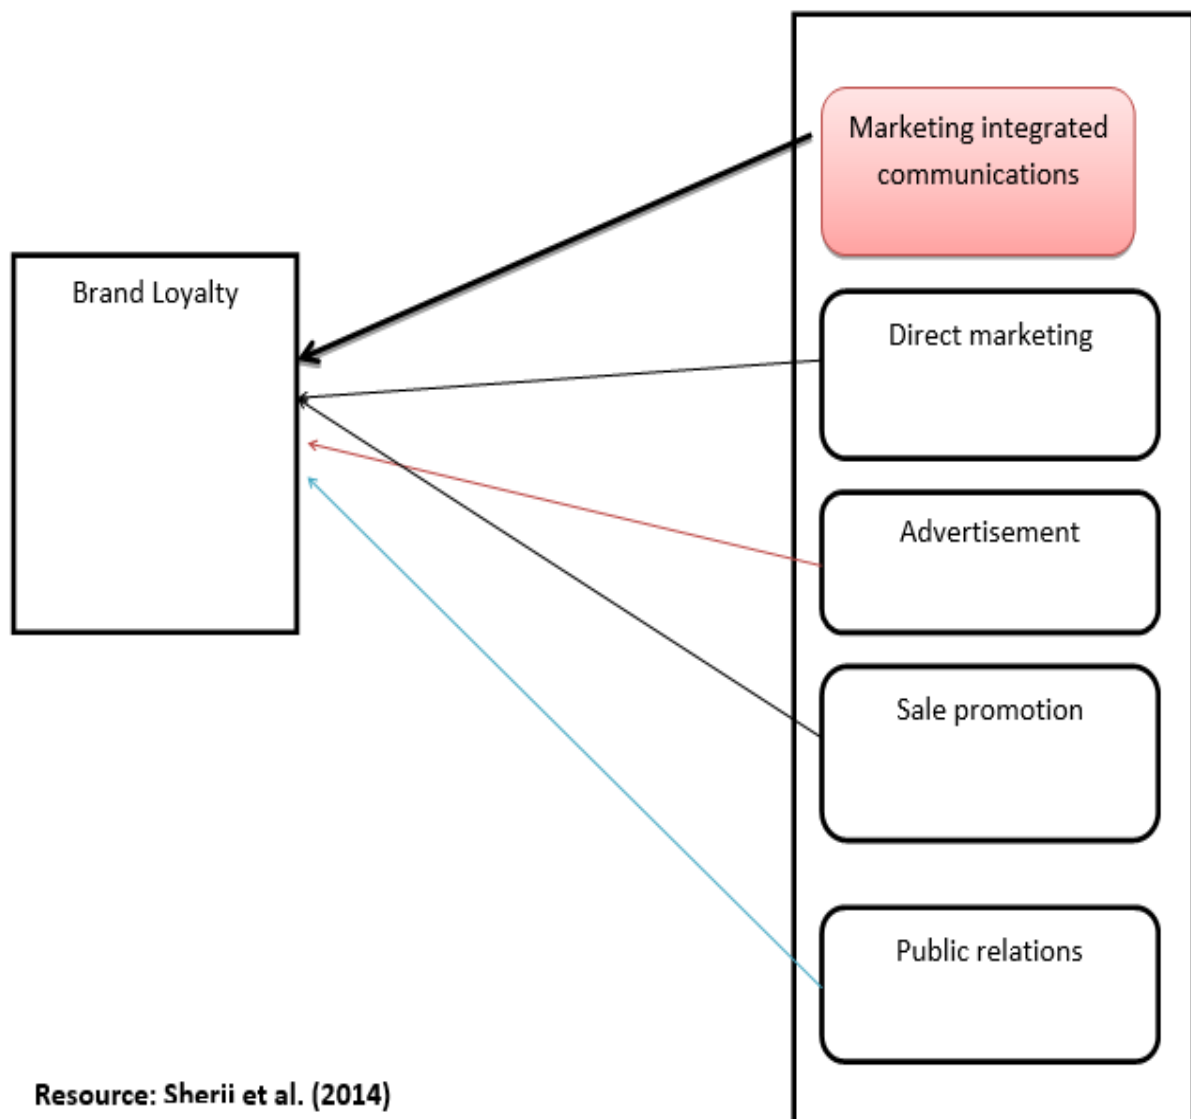 Marketing integrated
communications
Brand Loyalty
Direct marketing
Advertisement
Sale promotion
Public relations
Resource: Sherii et al. (2014)